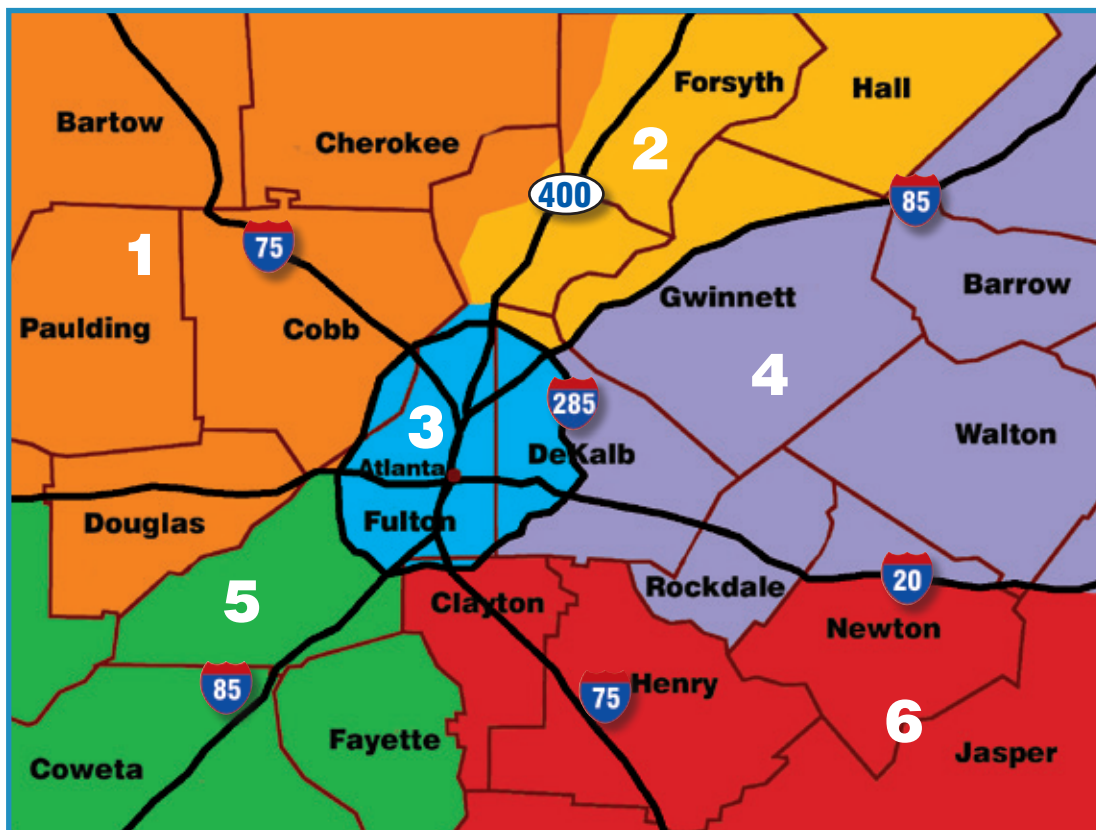 Forsyth
Hall
Bartow
Cherokee
2
400
85
1
75
Gwinnett
Barrow
Paulding
Cobb
4
285
3
Walton
DeKalb
Atlanta
Fulton
Douglas
20
Rockdale
5
Clayton
Newton
85
75
Henry
6
Fayette
Jasper
Coweta